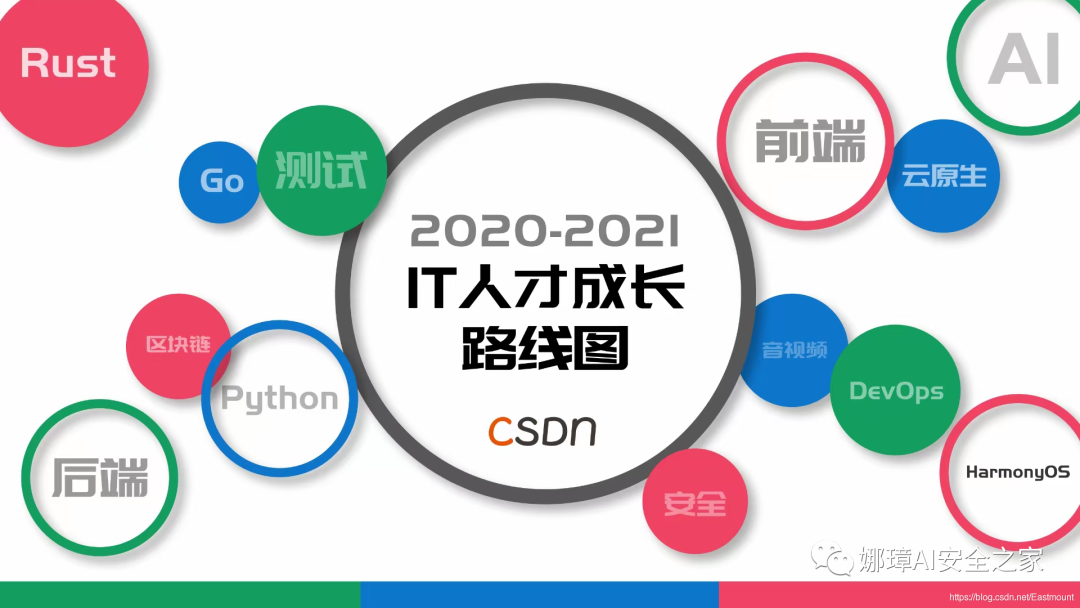 Rust
AI
Go
测试
前端
云原生
2020-2021
IT人才成长
路线图
CSDN
区块链
Python
后端
音视频
DevOps
HarmonyOS
安全
娜璋AI安全之家
https://blog.csdn.net/Eastmount